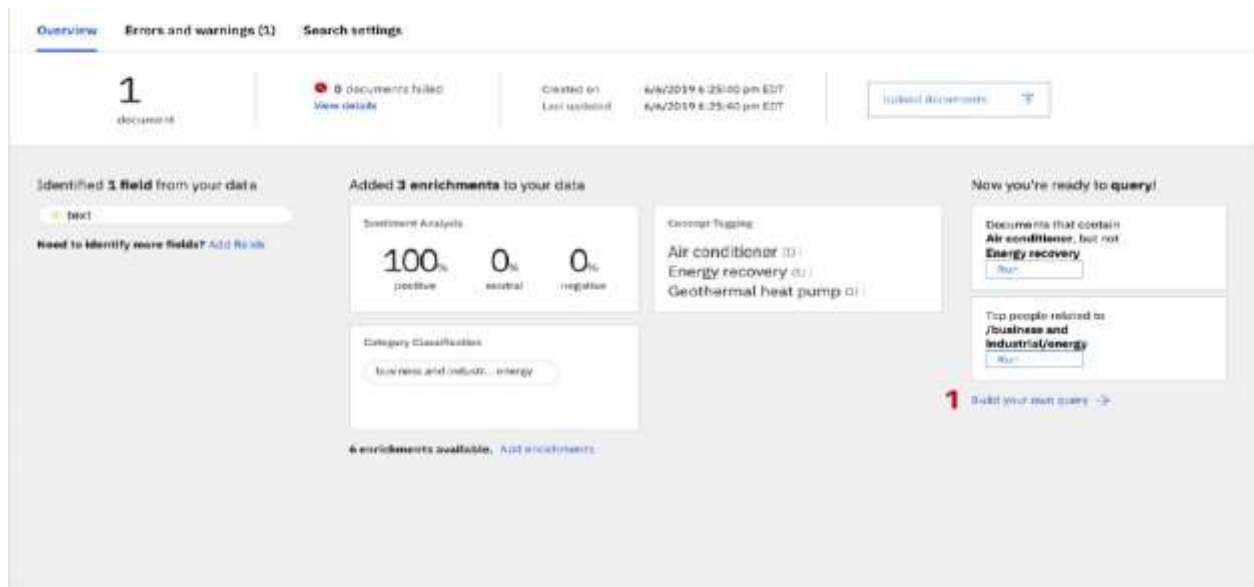 Overview Errors and warnings (1) Search settings
1
document
0 documents failed
View details
Created on 6/6/2019 6:25:40 pm EDT
Last updated 6/6/2019 6:25:40 pm EDT
Upload documents
Identified 1 field from your data
text
Need to identify more fields? Add fields
Added 3 enrichments to your data
Sentiment Analysis
100% 0% 0%
positive neutral negative
Concept Tagging
Air conditioner (1)
Energy recovery (1)
Geothermal heat pump (1)
Category Classification
business and industr... energy
6 enrichments available. Add enrichments
Now you're ready to query!
Documents that contain
Air conditioner, but not
Energy recovery
Run
Top people related to
/business and
industrial/energy
Run
1 Build your own query